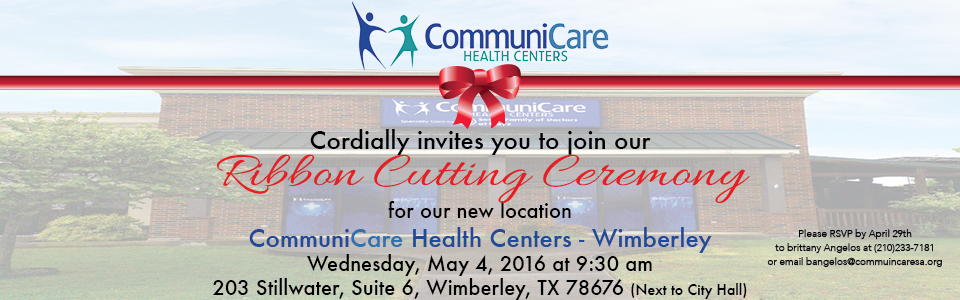 CommuniCare
HEALTH CENTERS
CommuniCare
HEALTH CENTERS
Cordially invites you to join our
Ribbon Cutting Ceremony
for our new location
CommuniCare Health Centers - Wimberley
Wednesday, May 4, 2016 at 9:30 am
203 Stillwater, Suite 6, Wimberley, TX 78676 (Next to City Hall)
Please RSVP by April 29th
to brittany Angelos at (210)233-7181
or email bangelos@commuincaresa.org